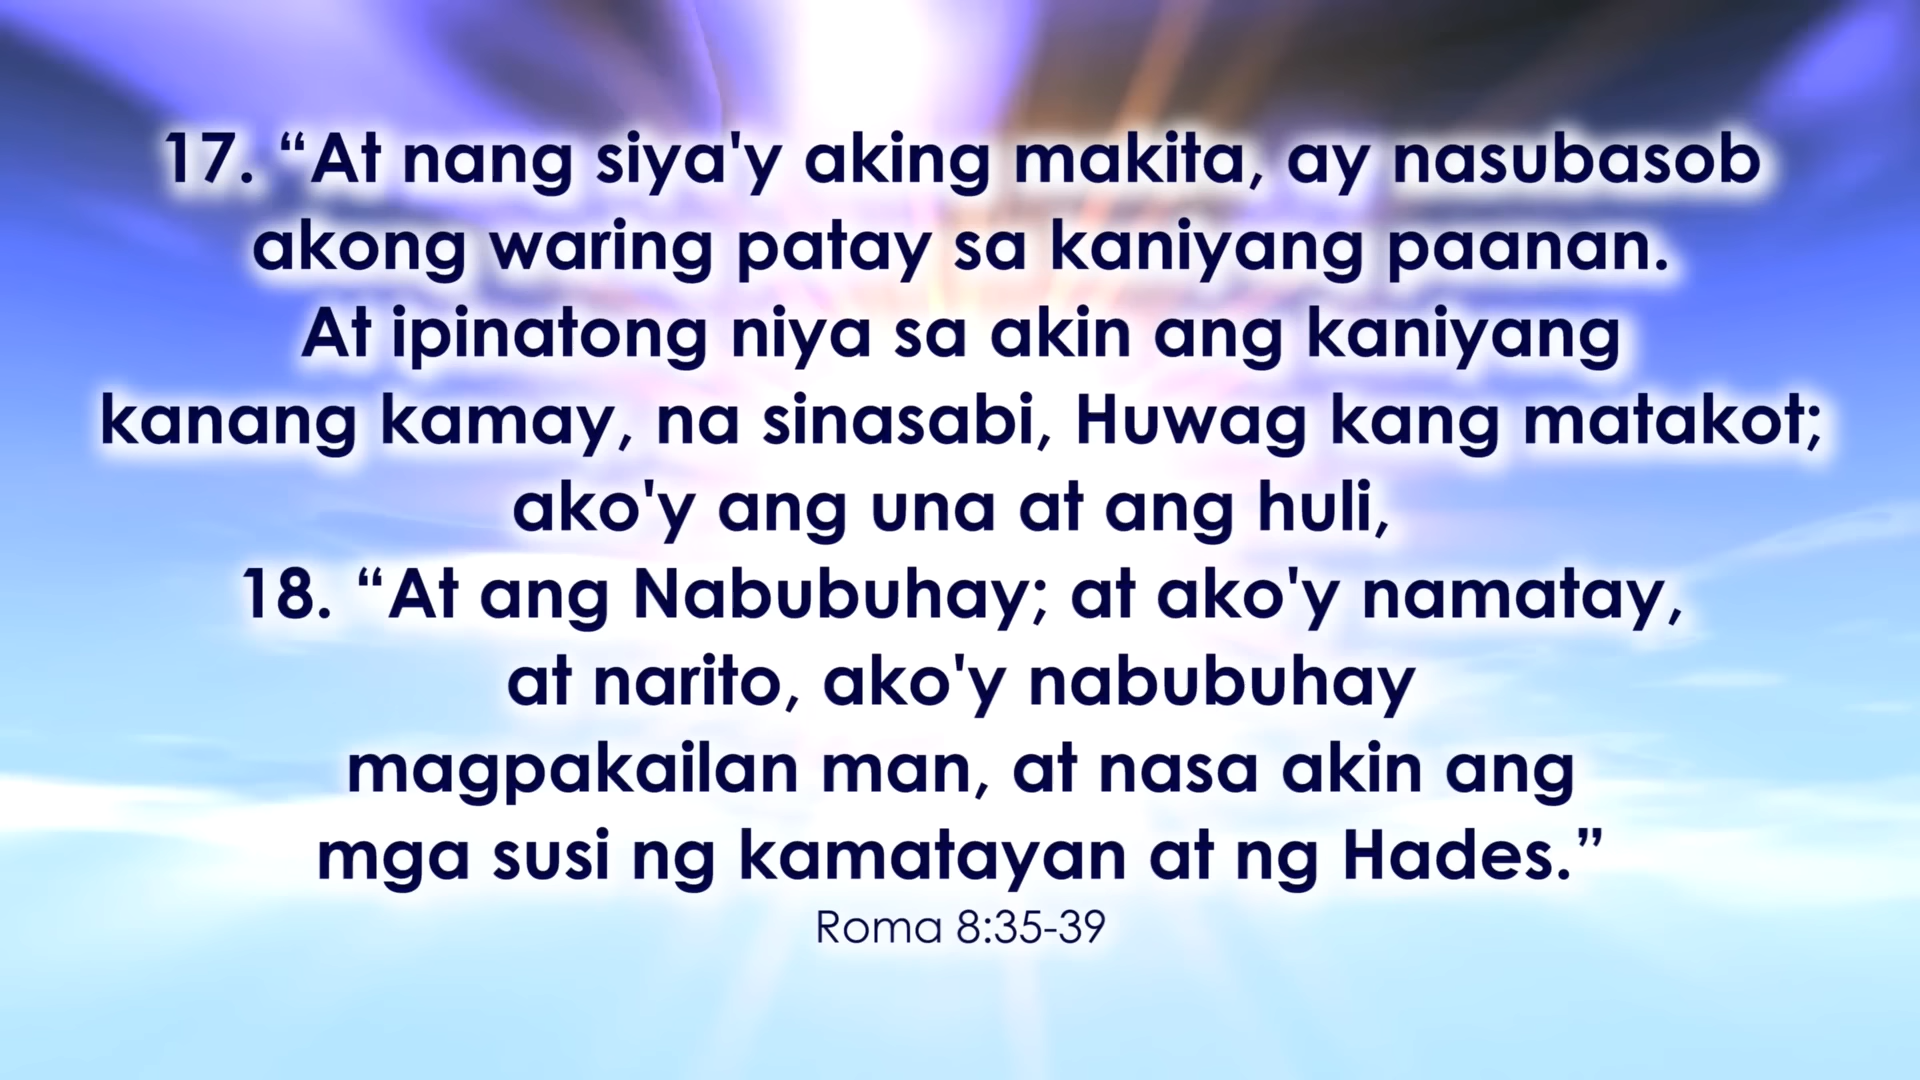 17. “At nang siya'y aking makita, ay nasubasob
akong waring patay sa kaniyang paanan.
At ipinatong niya sa akin ang kaniyang
kanang kamay, na sinasabi, Huwag kang matakot;
ako'y ang una at ang huli,
18. “At ang Nabubuhay; at ako'y namatay,
at narito, ako'y nabubuhay
magpakailan man, at nasa akin ang
mga susi ng kamatayan at ng Hades.”
Roma 8:35-39